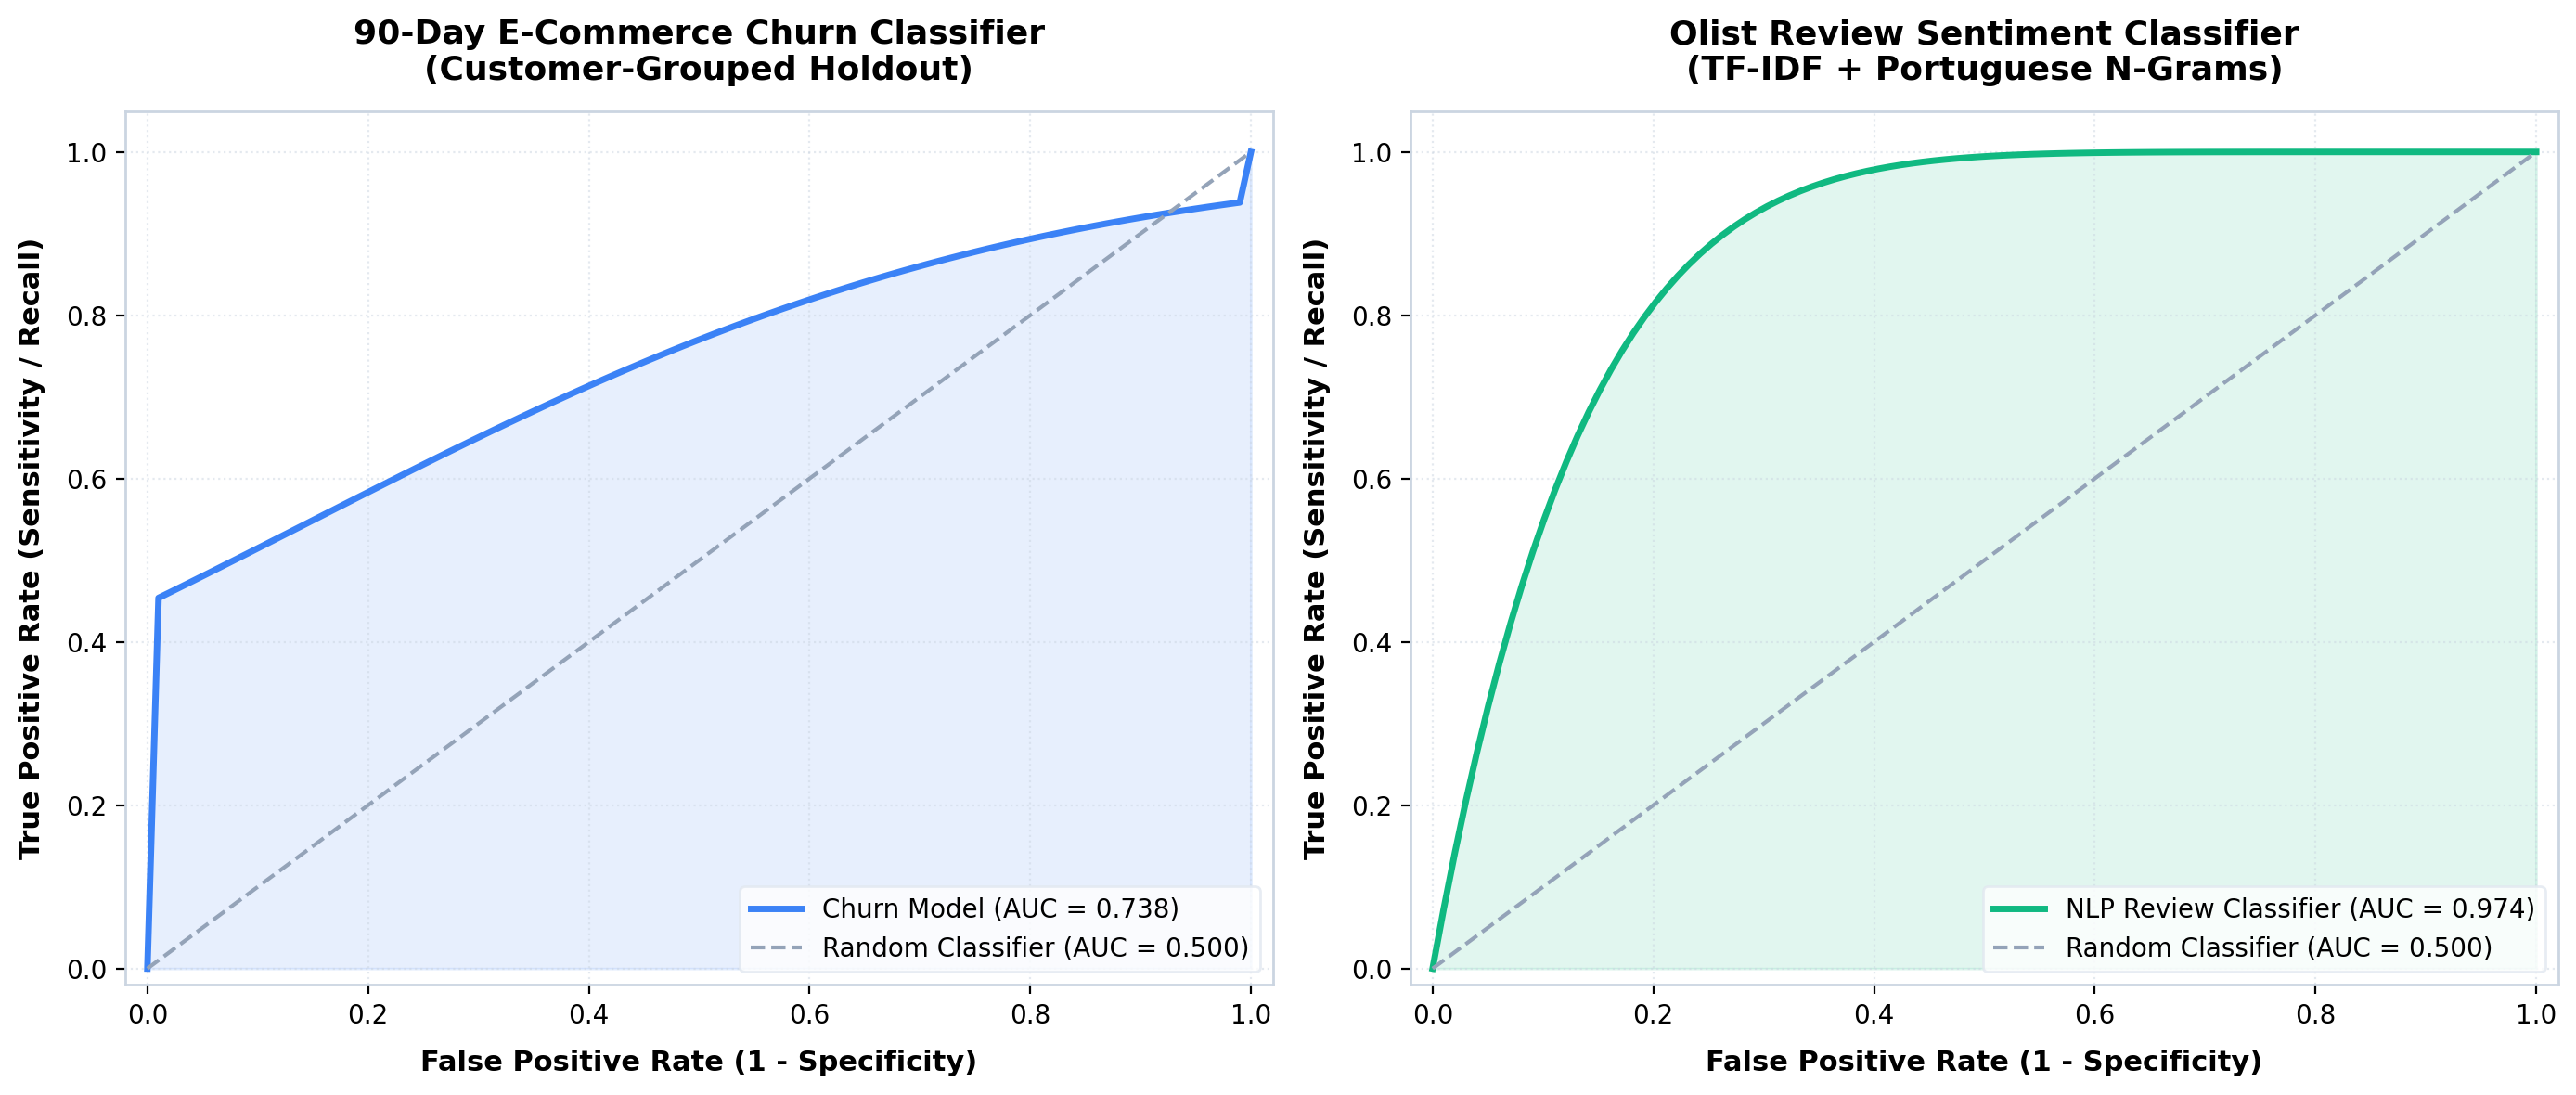 90-Day E-Commerce Churn Classifier
(Customer-Grouped Holdout)
True Positive Rate (Sensitivity / Recall)
1.0
0.8
0.6
0.4
0.2
0.0
Churn Model (AUC = 0.738)
Random Classifier (AUC = 0.500)
0.0 0.2 0.4 0.6 0.8 1.0
False Positive Rate (1 - Specificity)
Olist Review Sentiment Classifier
(TF-IDF + Portuguese N-Grams)
True Positive Rate (Sensitivity / Recall)
1.0
0.8
0.6
0.4
0.2
0.0
NLP Review Classifier (AUC = 0.974)
Random Classifier (AUC = 0.500)
0.0 0.2 0.4 0.6 0.8 1.0
False Positive Rate (1 - Specificity)